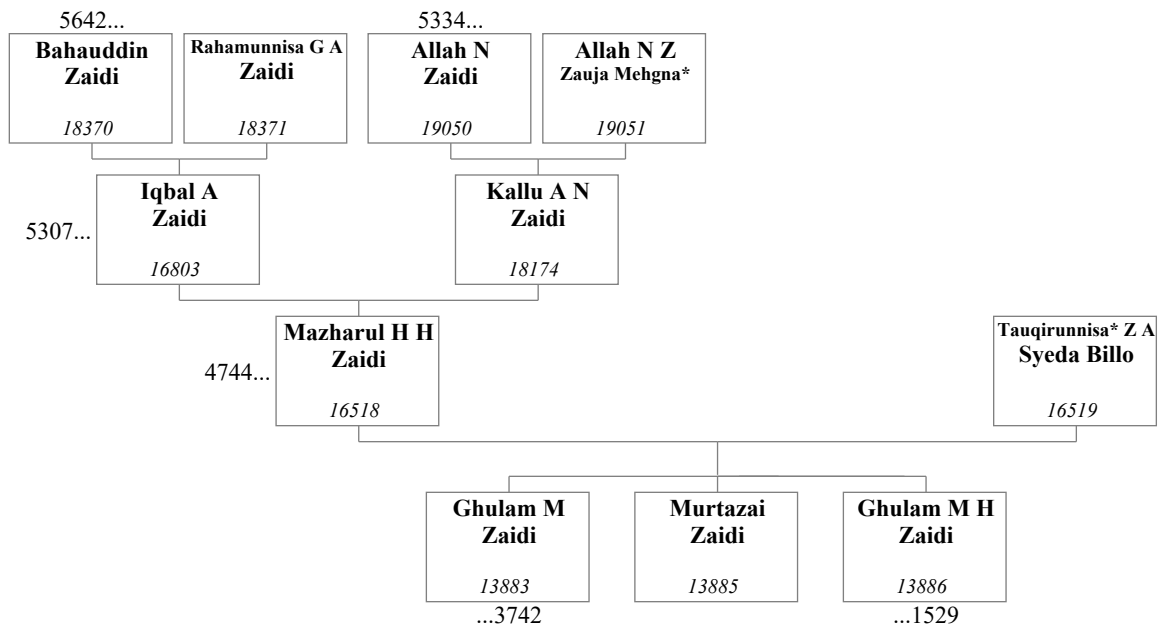 5642...
5334...
Bahauddin
Zaidi
18370
Rahamunnisa G A
Zaidi
18371
Allah N
Zaidi
19050
Allah N Z
Zauja Mehgna*
19051
Iqbal A
Zaidi
16803
5307...
Kallu A N
Zaidi
18174
Mazharul H H
Zaidi
16518
4744...
Tauqirunnisa* Z A
Syeda Billo
16519
Ghulam M
Zaidi
13883
...3742
Murtazai
Zaidi
13885
Ghulam M H
Zaidi
13886
...1529